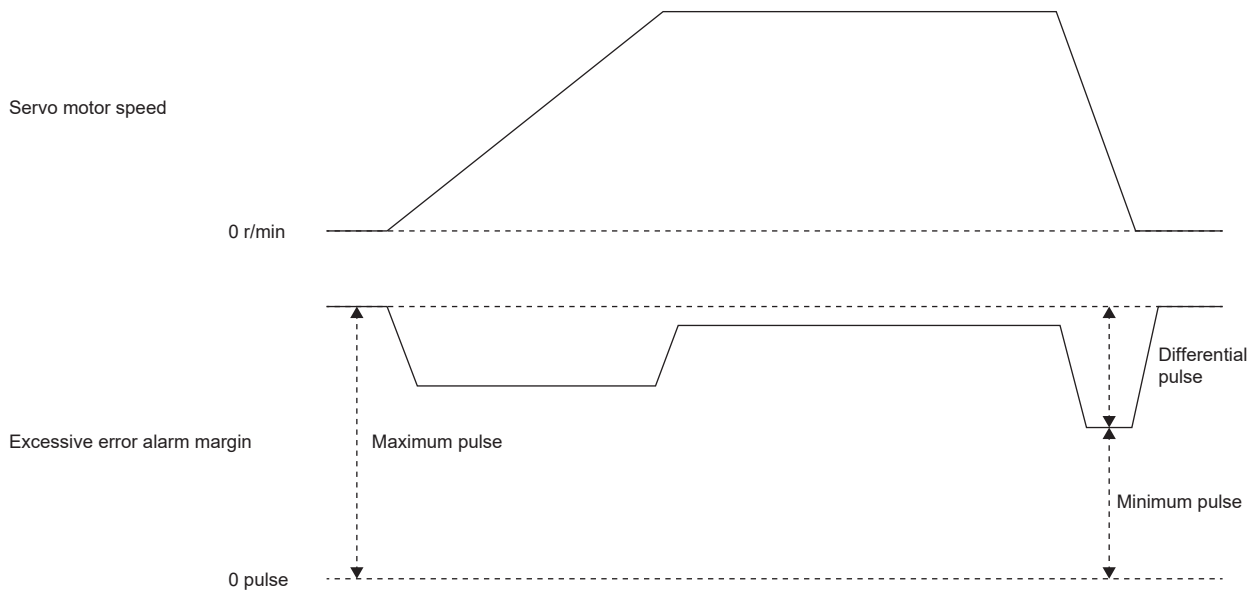 Servo motor speed
0 r/min
Differential
pulse
Excessive error alarm margin
Maximum pulse
Minimum pulse
0 pulse